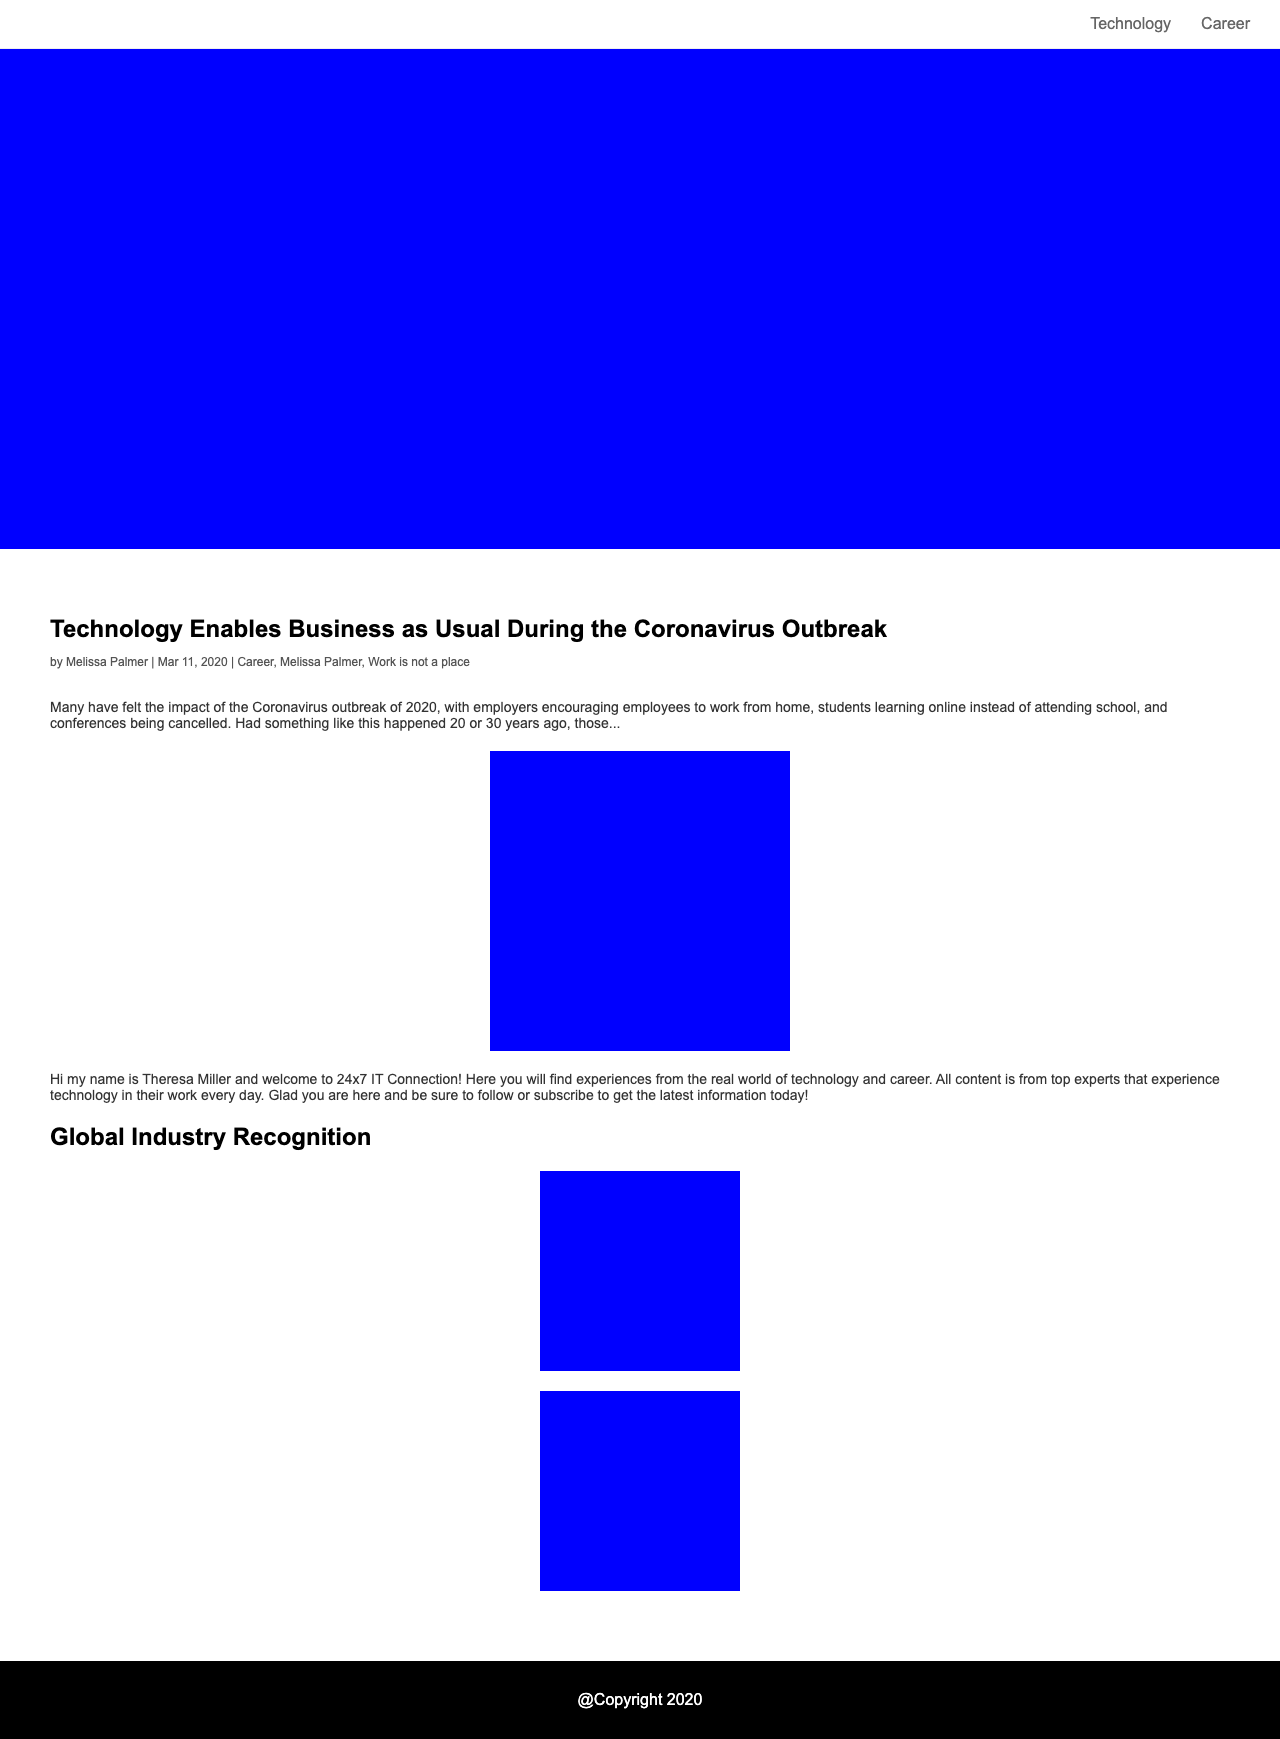 Technology Career
Technology Enables Business as Usual During the Coronavirus Outbreak
by Melissa Palmer | Mar 11, 2020 | Career, Melissa Palmer, Work is not a place
Many have felt the impact of the Coronavirus outbreak of 2020, with employers encouraging employees to work from home, students learning online instead of attending school, and
conferences being cancelled. Had something like this happened 20 or 30 years ago, those...
Hi my name is Theresa Miller and welcome to 24x7 IT Connection! Here you will find experiences from the real world of technology and career. All content is from top experts that experience
technology in their work every day. Glad you are here and be sure to follow or subscribe to get the latest information today!
Global Industry Recognition
@Copyright 2020